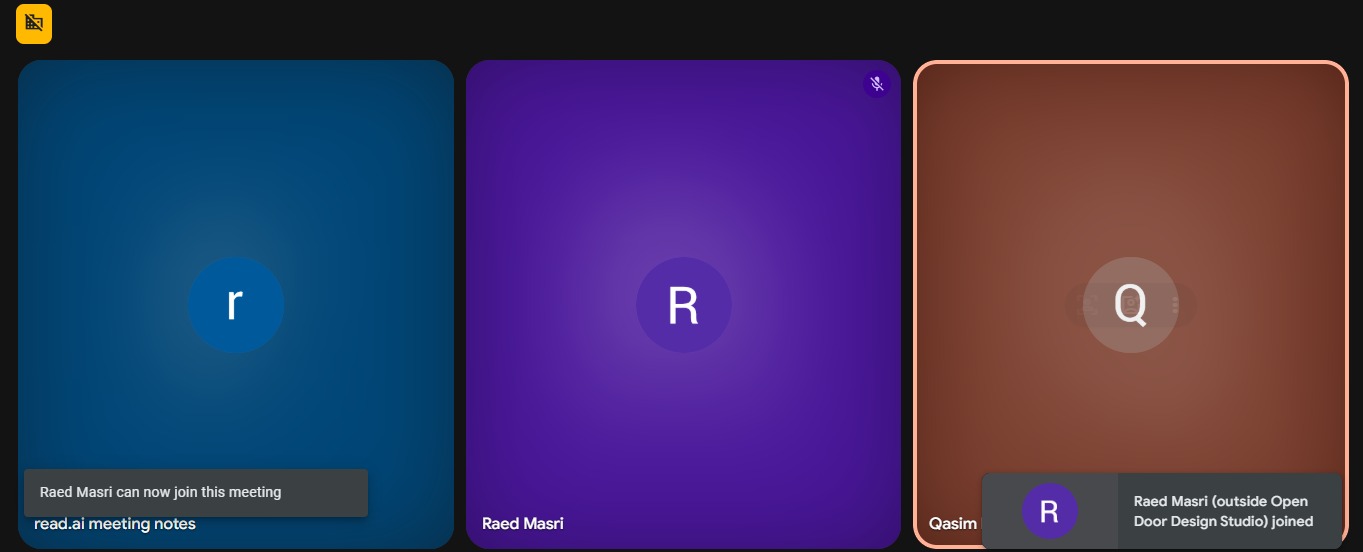 r
R
Q
Raed Masri can now join this meeting
read.ai meeting notes
Raed Masri
Qasim
R
Raed Masri (outside Open
Door Design Studio) joined